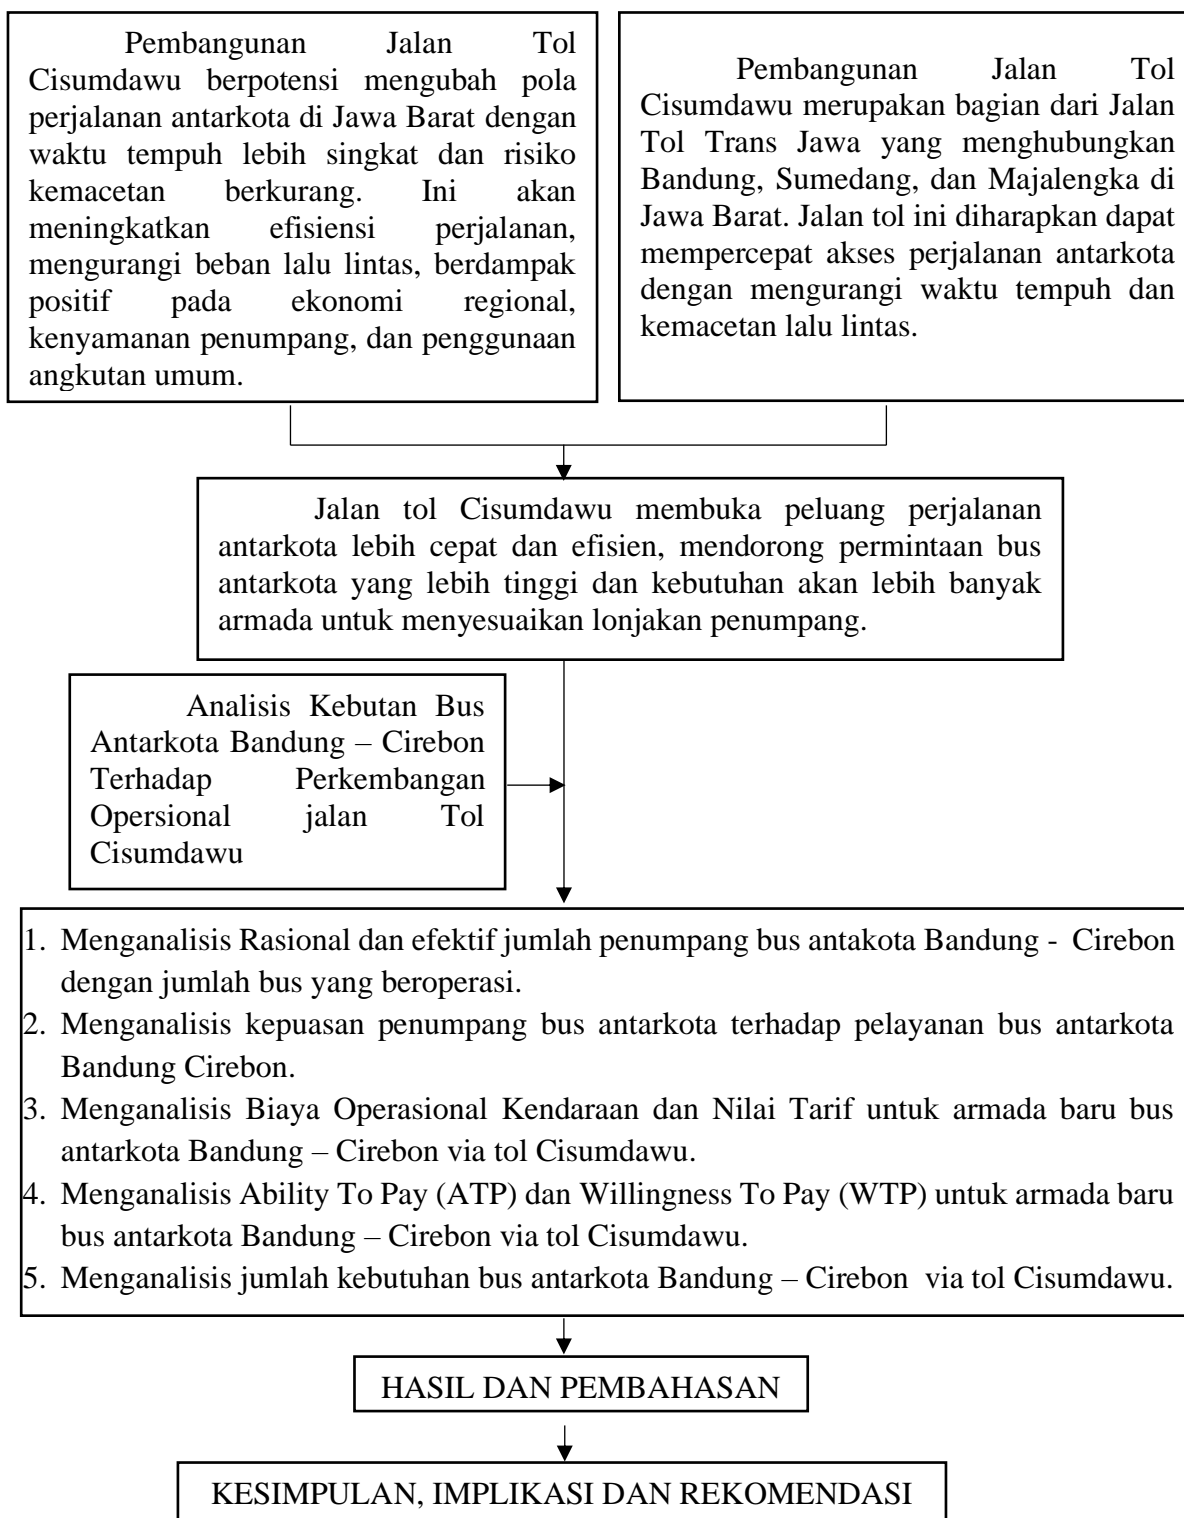 Pembangunan Jalan Tol
Cisumdawu berpotensi mengubah pola
perjalanan antarkota di Jawa Barat dengan
waktu tempuh lebih singkat dan risiko
kemacetan berkurang. Ini akan
meningkatkan efisiensi perjalanan,
mengurangi beban lalu lintas, berdampak
positif pada ekonomi regional,
kenyamanan penumpang, dan penggunaan
angkutan umum.
Pembangunan Jalan Tol
Cisumdawu merupakan bagian dari Jalan
Tol Trans Jawa yang menghubungkan
Bandung, Sumedang, dan Majalengka di
Jawa Barat. Jalan tol ini diharapkan dapat
mempercepat akses perjalanan antarkota
dengan mengurangi waktu tempuh dan
kemacetan lalu lintas.
Jalan tol Cisumdawu membuka peluang perjalanan
antarkota lebih cepat dan efisien, mendorong permintaan bus
antarkota yang lebih tinggi dan kebutuhan akan lebih banyak
armada untuk menyesuaikan lonjakan penumpang.
Analisis Kebutan Bus
Antarkota Bandung – Cirebon
Terhadap Perkembangan
Opersional jalan Tol
Cisumdawu
1. Menganalisis Rasional dan efektif jumlah penumpang bus antakota Bandung - Cirebon
dengan jumlah bus yang beroperasi.
2. Menganalisis kepuasan penumpang bus antarkota terhadap pelayanan bus antarkota
Bandung Cirebon.
3. Menganalisis Biaya Operasional Kendaraan dan Nilai Tarif untuk armada baru bus
antarkota Bandung – Cirebon via tol Cisumdawu.
4. Menganalisis Ability To Pay (ATP) dan Willingness To Pay (WTP) untuk armada baru
bus antarkota Bandung – Cirebon via tol Cisumdawu.
5. Menganalisis jumlah kebutuhan bus antarkota Bandung – Cirebon via tol Cisumdawu.
HASIL DAN PEMBAHASAN
KESIMPULAN, IMPLIKASI DAN REKOMENDASI